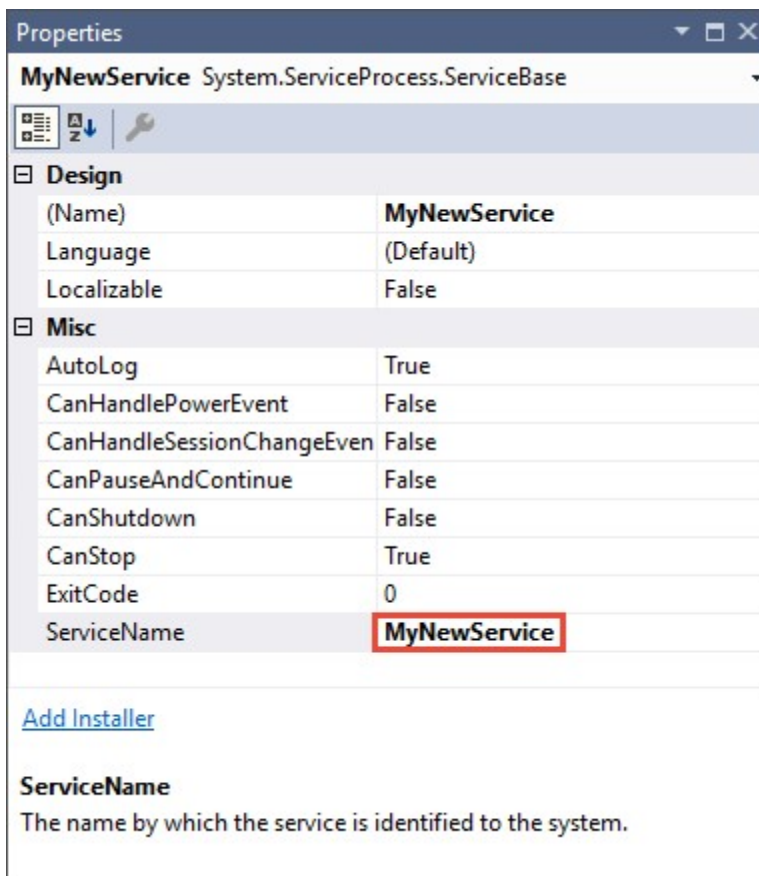 Properties
MyNewService System.ServiceProcess.ServiceBase
Design
(Name) MyNewService
Language (Default)
Localizable False
Misc
AutoLog True
CanHandlePowerEvent False
CanHandleSessionChangeEven False
CanPauseAndContinue False
CanShutdown False
CanStop True
ExitCode 0
ServiceName MyNewService
Add Installer
ServiceName
The name by which the service is identified to the system.